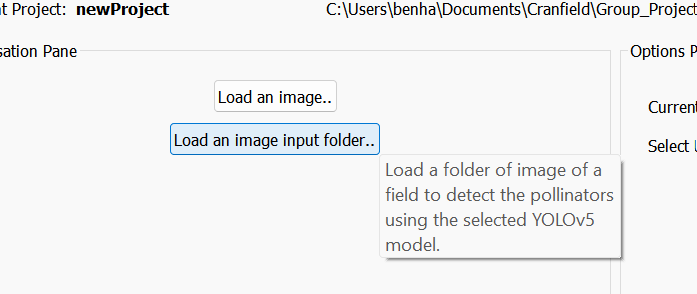 nt Project: newProject C:\Users\benha\Documents\Cranfield\Group_Project
sation Pane Options P
Load an image..
Current
Load an image input folder..
Select U
Load a folder of image of a
field to detect the pollinators
using the selected YOLOv5
model.